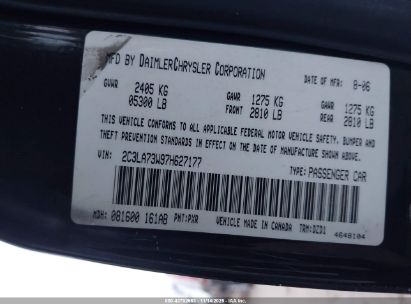 MFD BY DAIMLERCHRYSLER CORPORATION
DATE OF MFR 8-06
GVWR 2405 KG 05300 LB
GAWR FRONT 1275 KG 2810 LB
GAWR REAR 1275 KG 2810 LB
THIS VEHICLE CONFORMS TO ALL APPLICABLE FEDERAL MOTOR VEHICLE SAFETY, BUMPER AND
THEFT PREVENTION STANDARDS IN EFFECT ON THE DATE OF MANUFACTURE SHOWN ABOVE.
VIN: 2C3LA73W97H627177 TYPE: PASSENGER CAR
MDH: 081600 161AB PNT: PXR VEHICLE MADE IN CANADA TRM: DZD1
4648104